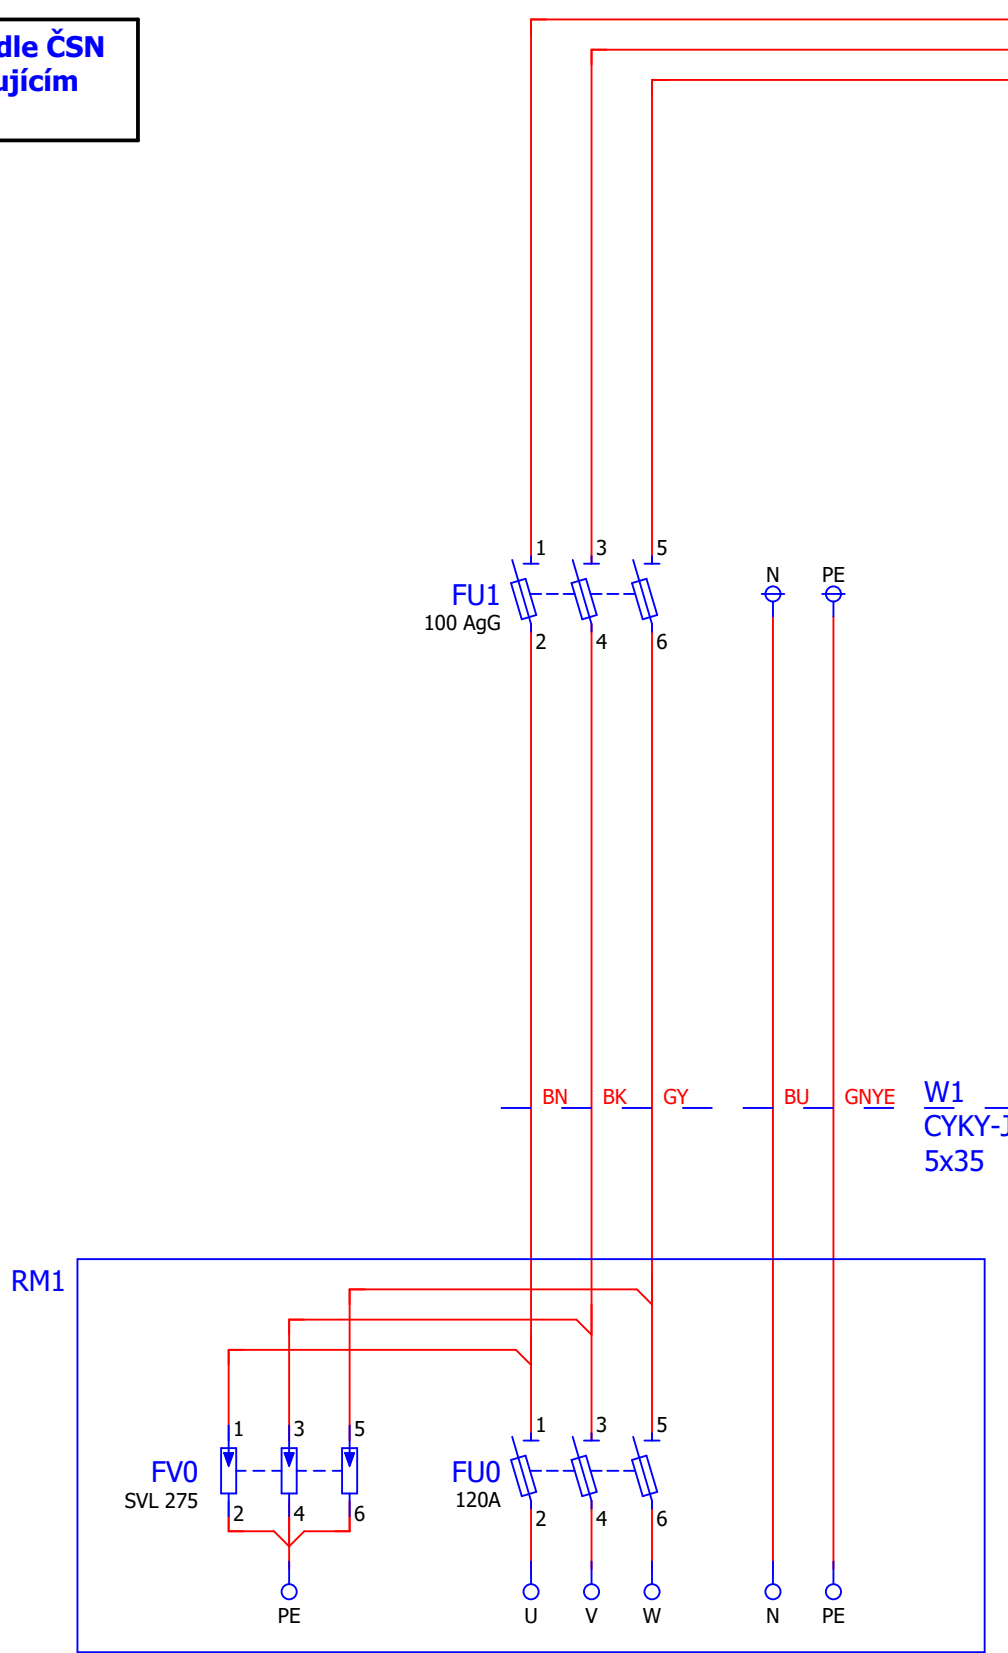 dle ČSN
ujícím
1 3 5
FU1
100 AgG
2 4 6
N PE
BN BK GY BU GNYE
W1
CYKY-J
5x35
RM1
1 3 5 1 3 5
FV0
SVL 275
FU0
120A
2 4 6 2 4 6
PE U V W N PE